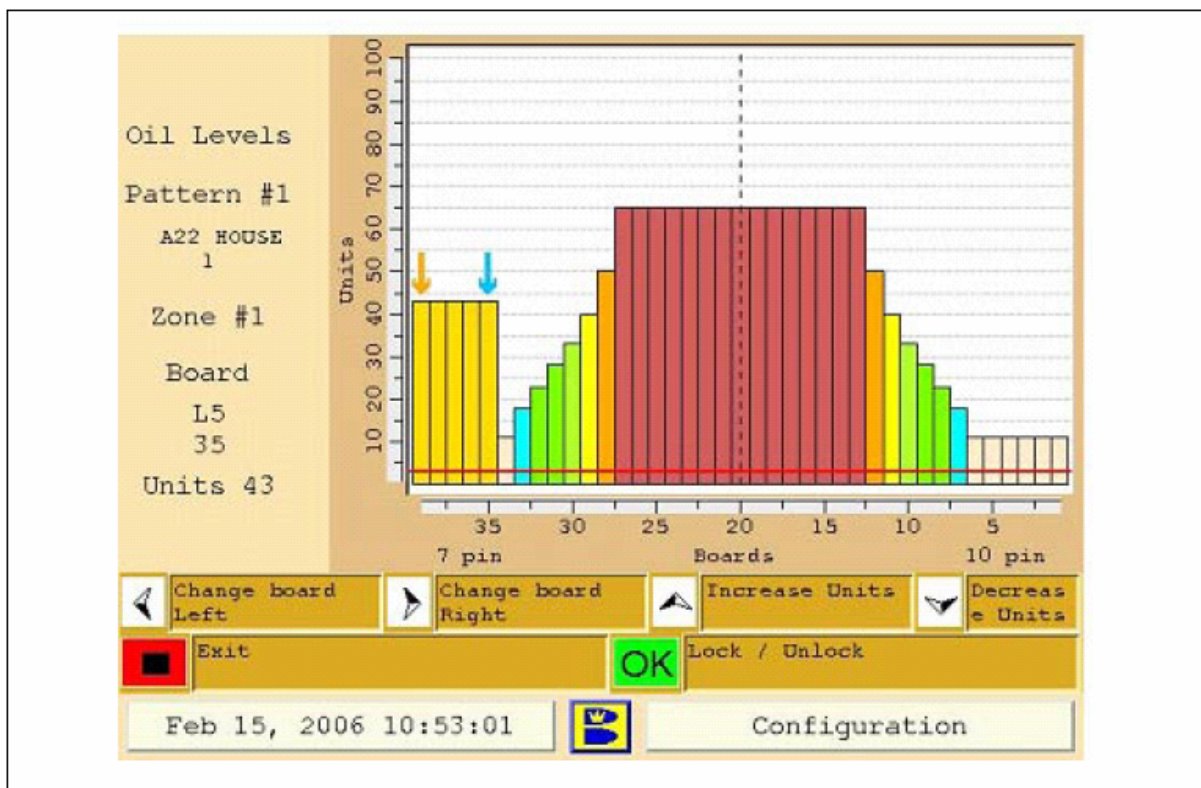 Oil Levels
Pattern #1
A22 HOUSE
1
Zone #1
Board
L5
35
Units 43
Units
100
90
80
70
60
50
40
30
20
10
35 30 25 20 15 10 5
7 pin Boards 10 pin
Change board
Left
Change board
Right
Increase Units
Decreas
e Units
Exit
OK
Lock / Unlock
Feb 15, 2006 10:53:01
Configuration